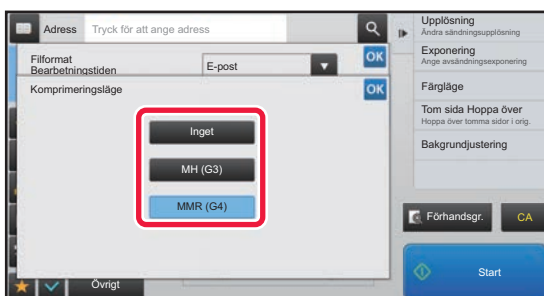 Adress
Tryck för att ange adress
Filformat
Bearbetningstiden
E-post
OK
Komprimeringsläge
OK
Inget
MH (G3)
MMR (G4)
Övrigt
Upplösning
Ändra sändningsupplösning
Exponering
Ange avsändningsexponering
Färgläge
Tom sida Hoppa över
Hoppa över tomma sidor i orig.
Bakgrundjustering
Förhandsgr.
CA
Start